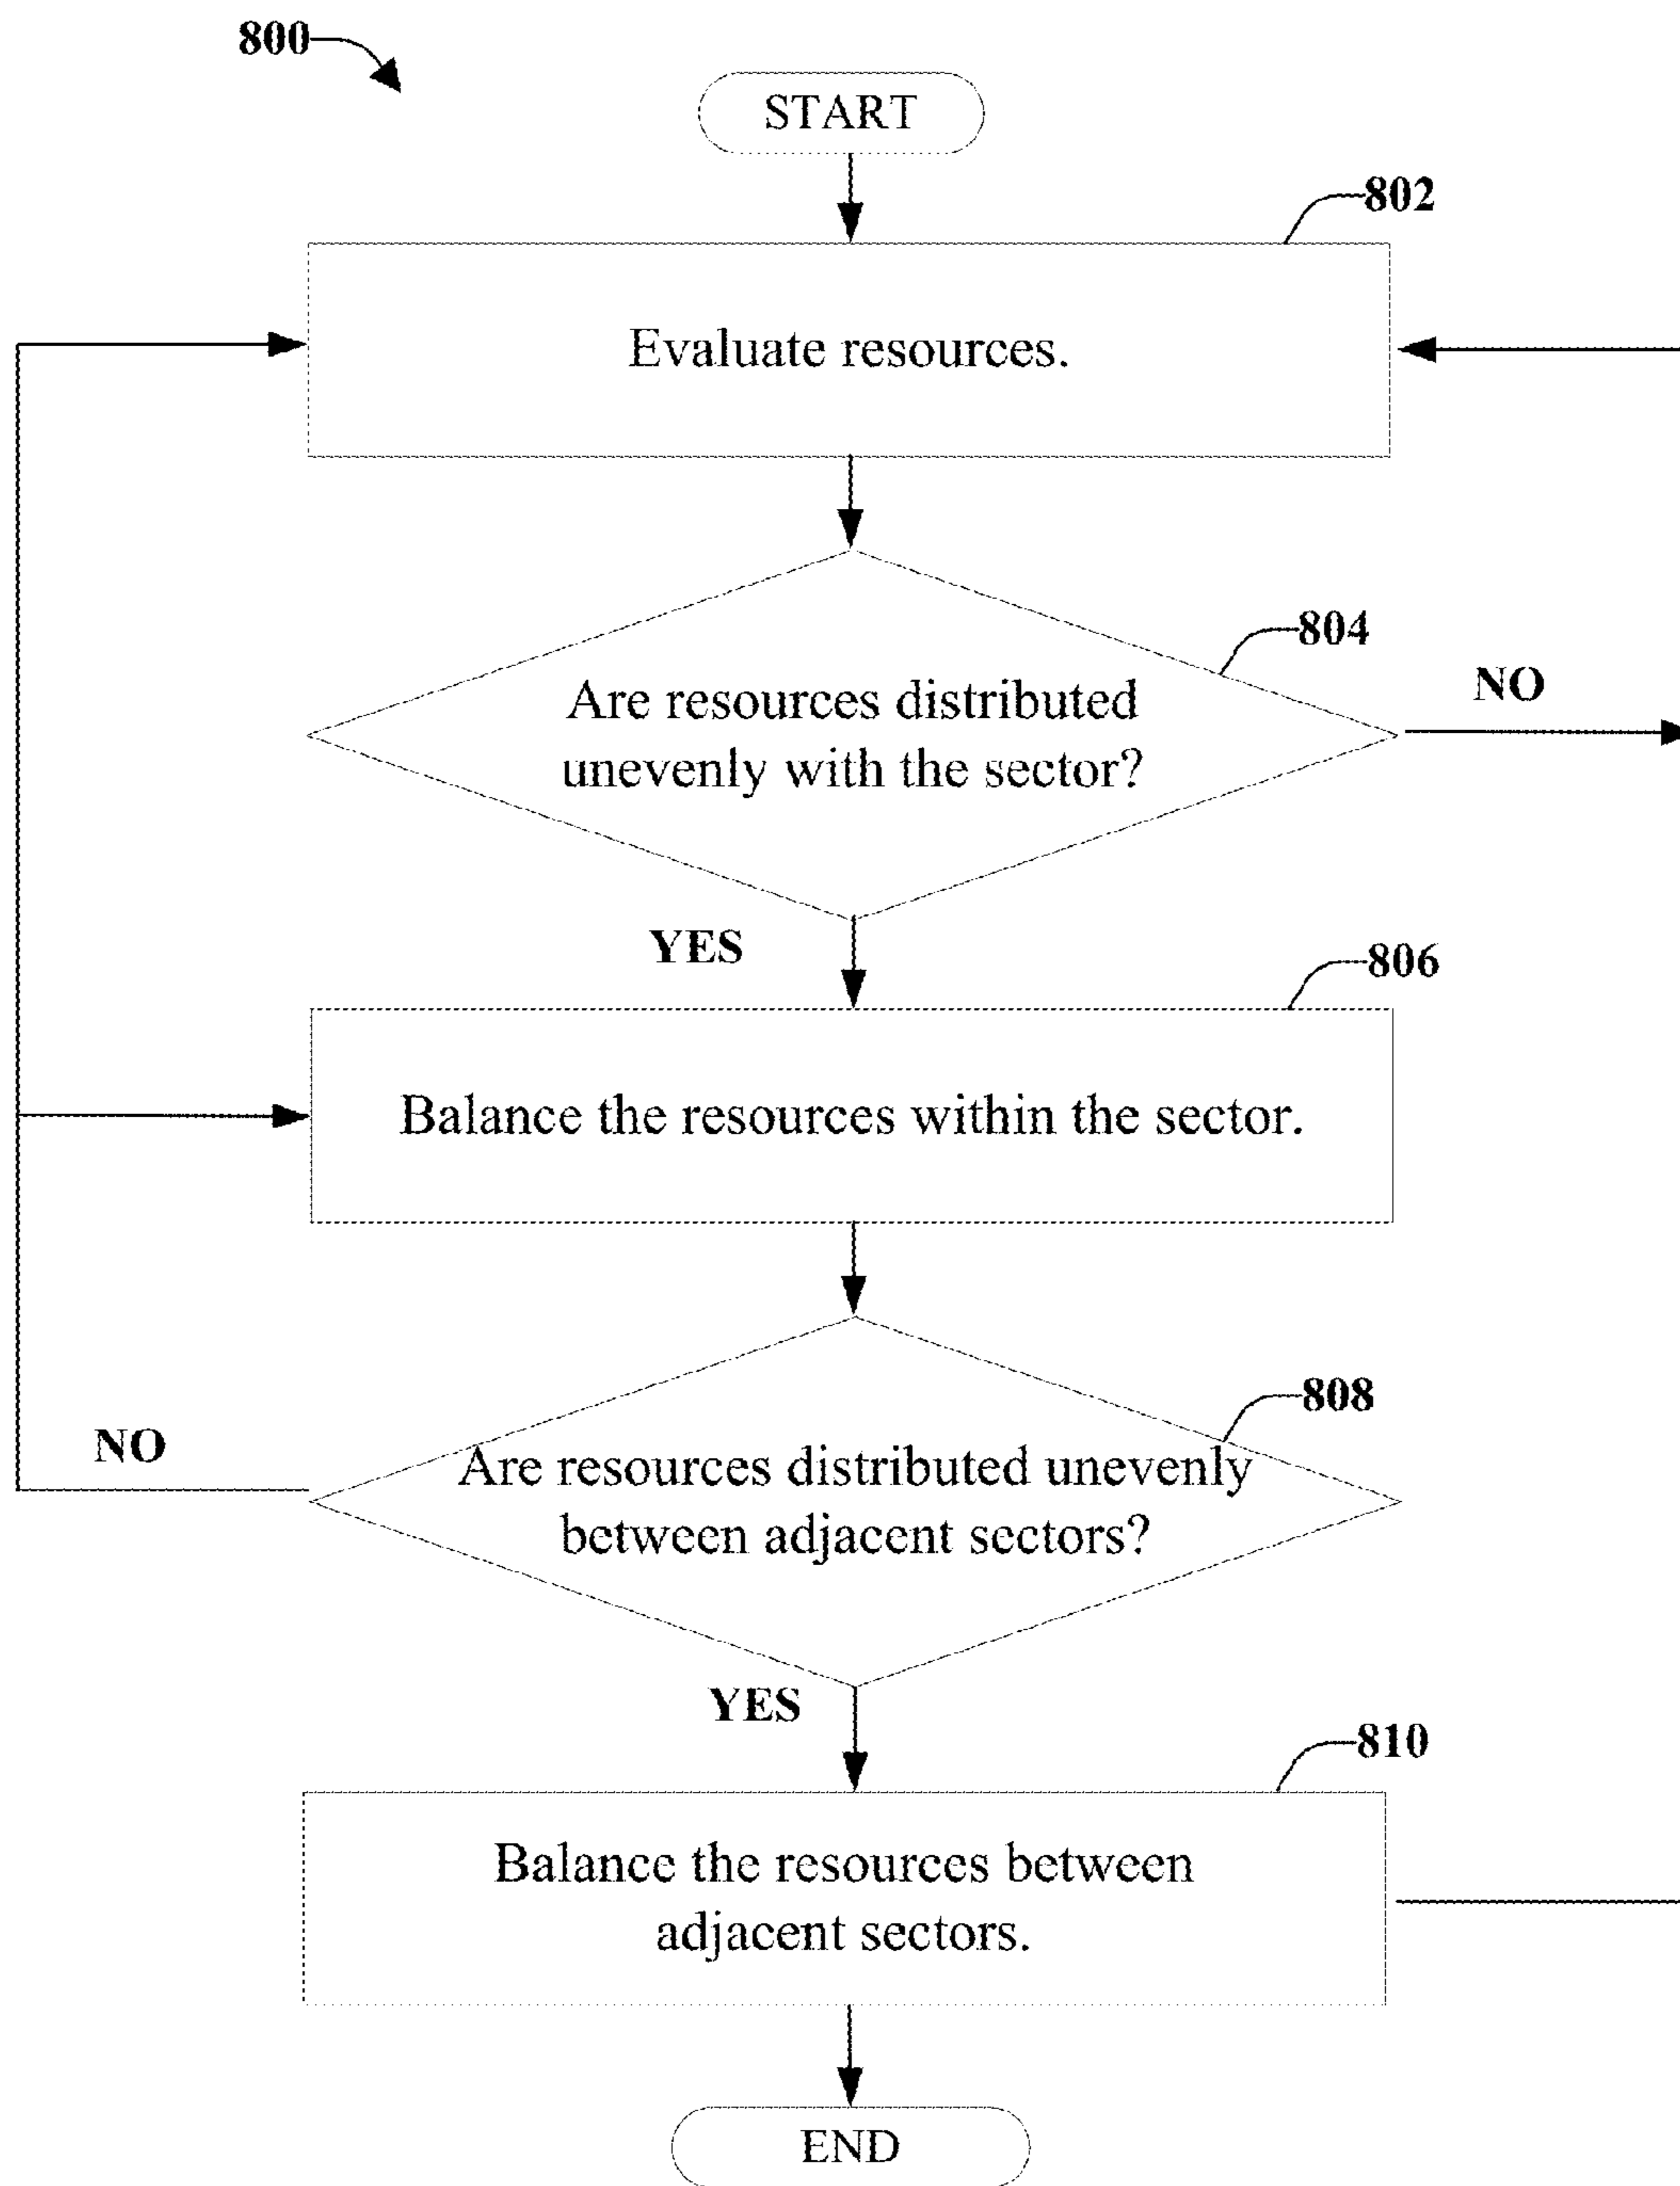 800
START
802
Evaluate resources.
804
Are resources distributed
unevenly with the sector?
NO
YES
806
Balance the resources within the sector.
808
Are resources distributed unevenly
between adjacent sectors?
NO
YES
810
Balance the resources between
adjacent sectors.
END